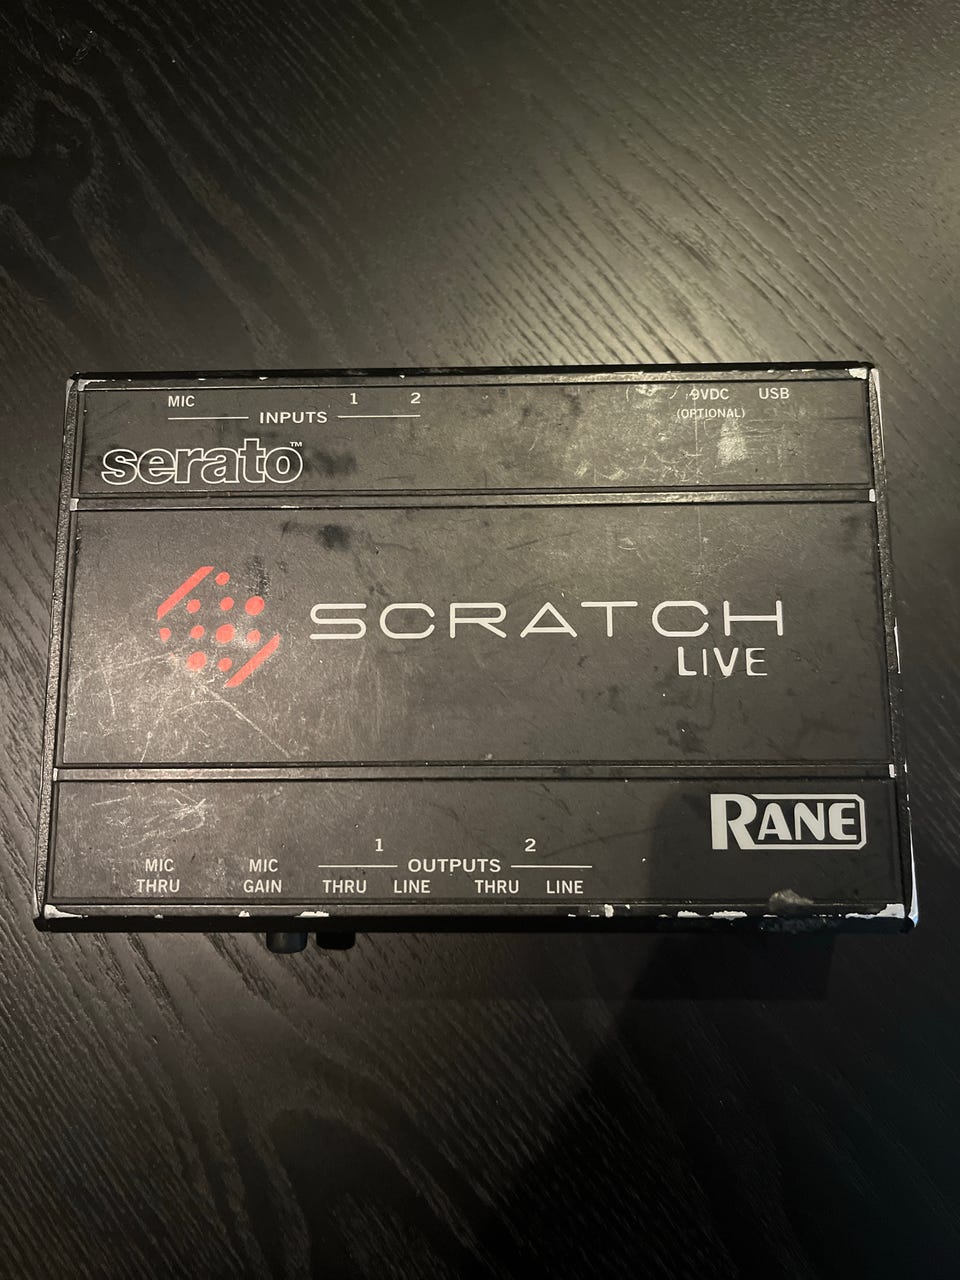 MIC 1 2 9VDC USB
INPUTS (OPTIONAL)
serato™
SCRATCH
LIVE
RANE
1 2
MIC MIC OUTPUTS
THRU GAIN THRU LINE THRU LINE